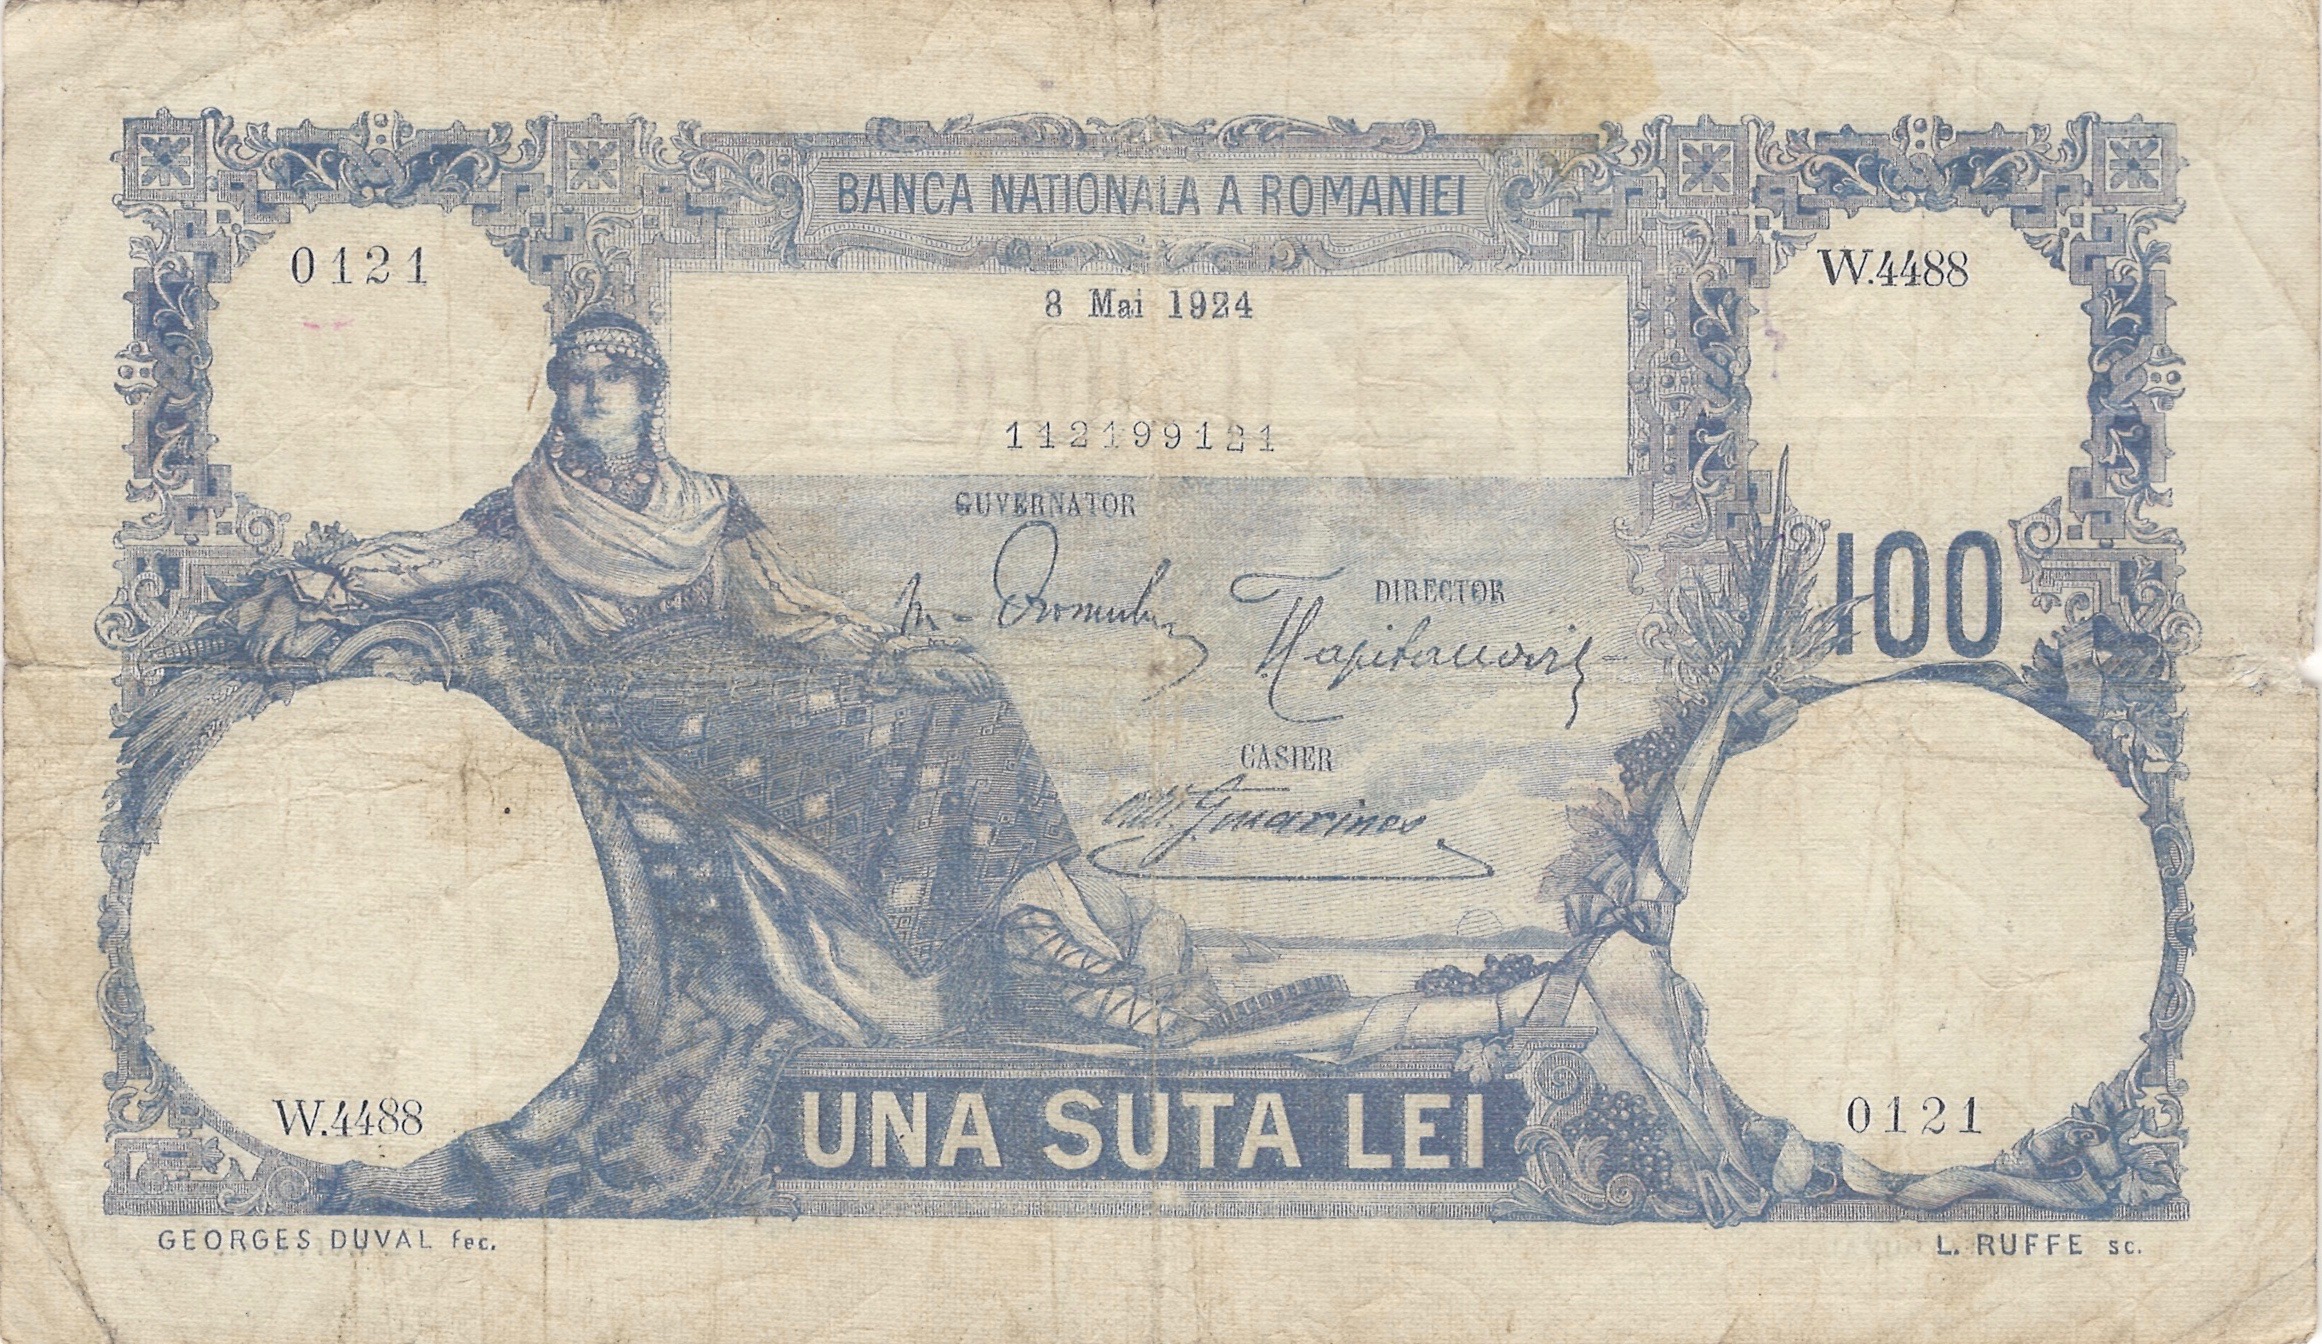 BANCA NATIONALA A ROMANIEI
0121
W.4488
8 Mai 1924
112199121
GUVERNATOR
DIRECTOR
100
CASIER
W.4488
0121
UNA SUTA LEI
GEORGES DUVAL fec.
L. RUFFE sc.